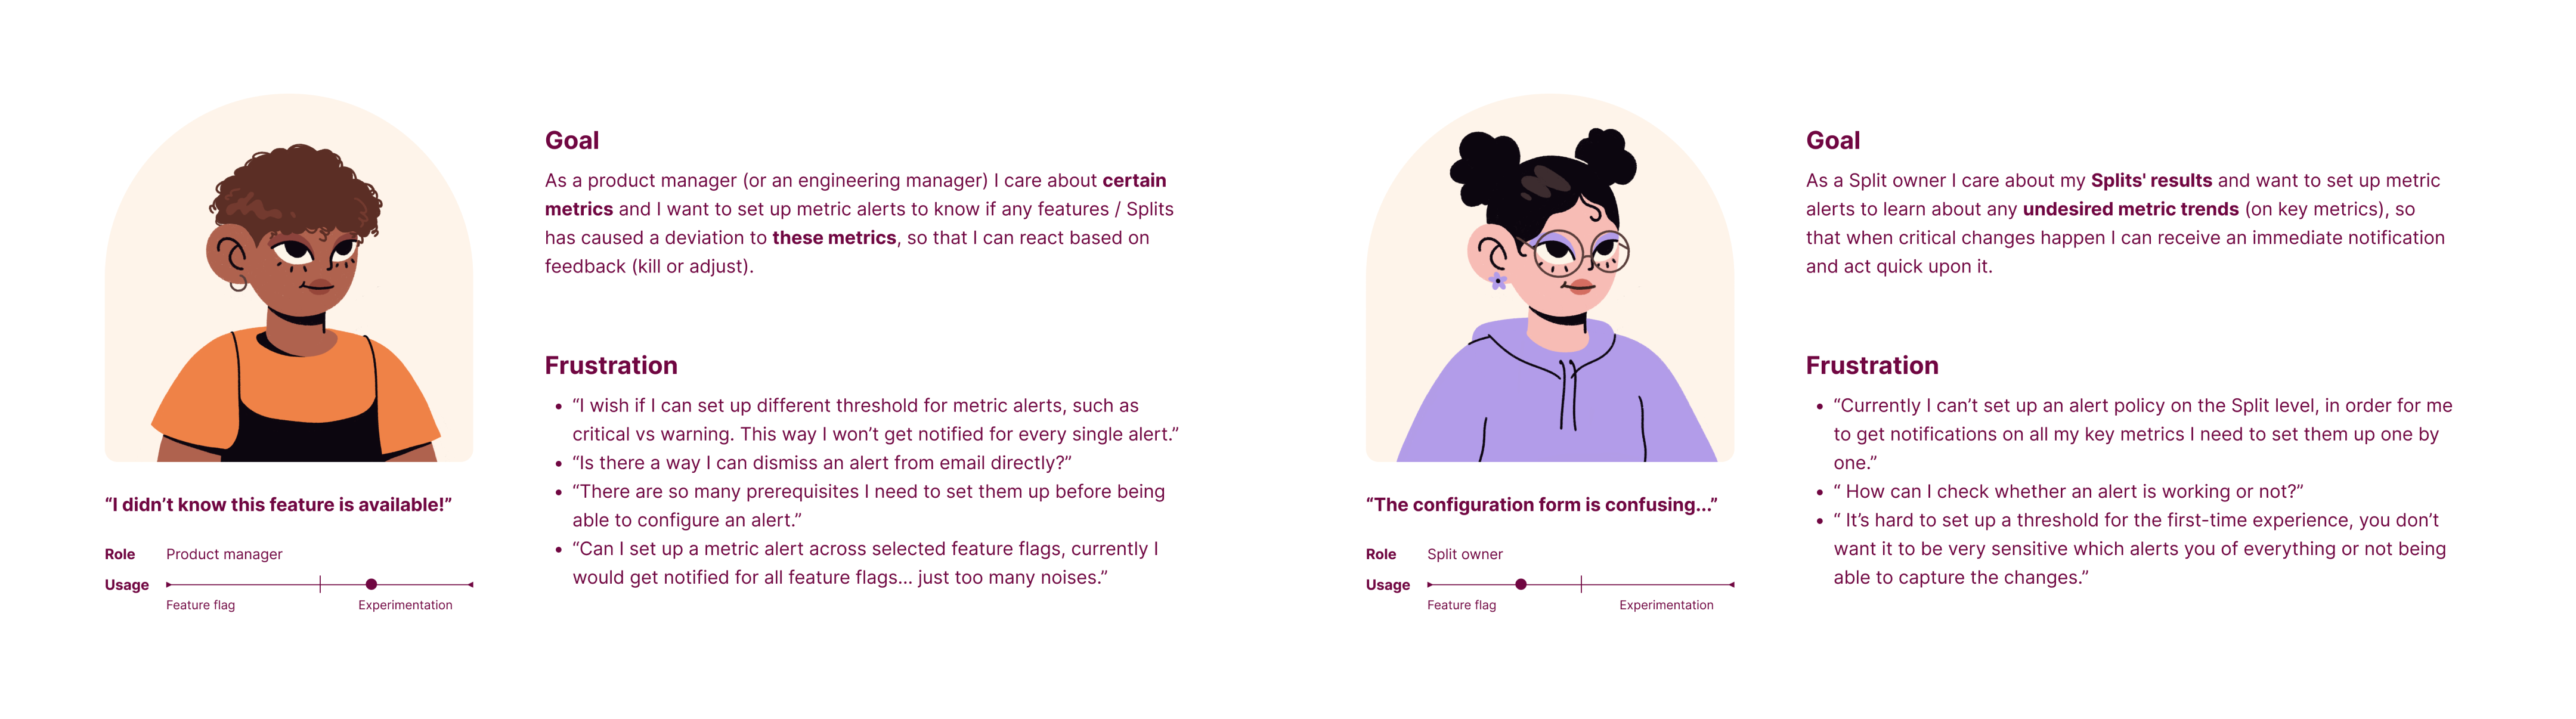 Goal
As a product manager (or an engineering manager) I care about certain
metrics and I want to set up metric alerts to know if any features / Splits
has caused a deviation to these metrics, so that I can react based on
feedback (kill or adjust).
Frustration
• “I wish if I can set up different threshold for metric alerts, such as
critical vs warning. This way I won’t get notified for every single alert.”
• “Is there a way I can dismiss an alert from email directly?”
• “There are so many prerequisites I need to set them up before being
able to configure an alert.”
• “Can I set up a metric alert across selected feature flags, currently I
would get notified for all feature flags... just too many noises.”
“I didn’t know this feature is available!”
Role Product manager
Usage
Feature flag Experimentation
Goal
As a Split owner I care about my Splits' results and want to set up metric
alerts to learn about any undesired metric trends (on key metrics), so
that when critical changes happen I can receive an immediate notification
and act quick upon it.
Frustration
• “Currently I can’t set up an alert policy on the Split level, in order for me
to get notifications on all my key metrics I need to set them up one by
one.”
• “ How can I check whether an alert is working or not?”
• “ It’s hard to set up a threshold for the first-time experience, you don’t
want it to be very sensitive which alerts you of everything or not being
able to capture the changes.”
“The configuration form is confusing...”
Role Split owner
Usage
Feature flag Experimentation